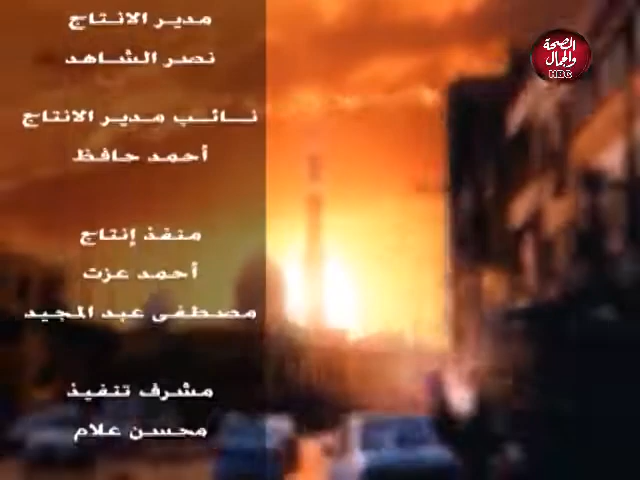 مدير الانتاج
نصر الشاهد
نائب مدير الانتاج
أحمد حافظ
منفذ إنتاج
أحمد عزت
مصطفى عبد المجيد
مشرف تنفيذ
محسن علام
الصحة
والجمال
HBC